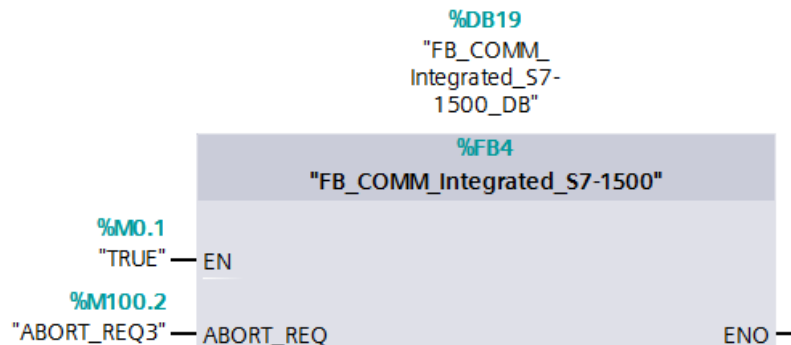 %DB19
"FB_COMM_
Integrated_S7-
1500_DB"
%FB4
"FB_COMM_Integrated_S7-1500"
%M0.1
"TRUE" EN
%M100.2
"ABORT_REQ3" ABORT_REQ ENO